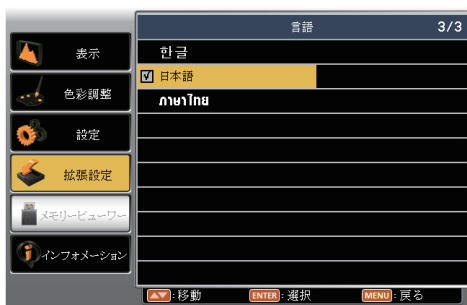 言語 3/3
表示
色彩調整
設定
拡張設定
メモリービューワー
インフォメーション
한글
日本語
ภาษาไทย
▲▼:移動 ENTER:選択 MENU:戻る